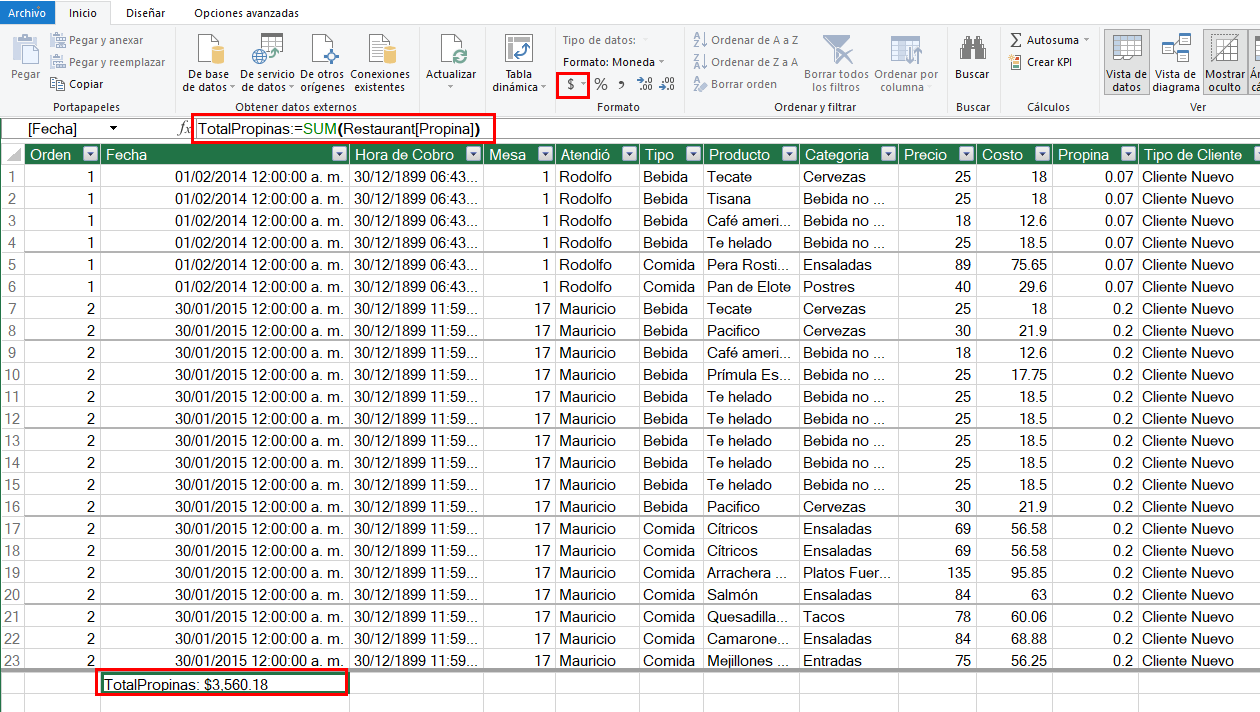 Archivo Inicio Diseñar Opciones avanzadas
Pegar
Pegar y anexar
Pegar y reemplazar
Copiar
Portapapeles
De base de datos
De servicio de datos
De otros orígenes
Conexiones existentes
Obtener datos externos
Actualizar
Tabla dinámica
Tipo de datos:
Formato: Moneda
$ % , ,00 ,00
Formato
Ordenar de A a Z
Ordenar de Z a A
Borrar orden
Borrar todos los filtros
Ordenar por columna
Ordenar y filtrar
Buscar
Buscar
Autosuma
Crear KPI
Cálculos
Vista de datos
Vista de diagrama
Mostrar oculto
Ver
[Fecha] fx TotalPropinas:=SUM(Restaurant[Propina])
Orden Fecha Hora de Cobro Mesa Atendió Tipo Producto Categoria Precio Costo Propina Tipo de Cliente
1 1 01/02/2014 12:00:00 a. m. 30/12/1899 06:43... 1 Rodolfo Bebida Tecate Cervezas 25 18 0.07 Cliente Nuevo
2 1 01/02/2014 12:00:00 a. m. 30/12/1899 06:43... 1 Rodolfo Bebida Tisana Bebida no ... 25 18 0.07 Cliente Nuevo
3 1 01/02/2014 12:00:00 a. m. 30/12/1899 06:43... 1 Rodolfo Bebida Café ameri... Bebida no ... 18 12.6 0.07 Cliente Nuevo
4 1 01/02/2014 12:00:00 a. m. 30/12/1899 06:43... 1 Rodolfo Bebida Te helado Bebida no ... 25 18.5 0.07 Cliente Nuevo
5 1 01/02/2014 12:00:00 a. m. 30/12/1899 06:43... 1 Rodolfo Comida Pera Rosti... Ensaladas 89 75.65 0.07 Cliente Nuevo
6 1 01/02/2014 12:00:00 a. m. 30/12/1899 06:43... 1 Rodolfo Comida Pan de Elote Postres 40 29.6 0.07 Cliente Nuevo
7 2 30/01/2015 12:00:00 a. m. 30/12/1899 11:59... 17 Mauricio Bebida Tecate Cervezas 25 18 0.2 Cliente Nuevo
8 2 30/01/2015 12:00:00 a. m. 30/12/1899 11:59... 17 Mauricio Bebida Pacifico Cervezas 30 21.9 0.2 Cliente Nuevo
9 2 30/01/2015 12:00:00 a. m. 30/12/1899 11:59... 17 Mauricio Bebida Café ameri... Bebida no ... 18 12.6 0.2 Cliente Nuevo
10 2 30/01/2015 12:00:00 a. m. 30/12/1899 11:59... 17 Mauricio Bebida Prímula Es... Bebida no ... 25 17.75 0.2 Cliente Nuevo
11 2 30/01/2015 12:00:00 a. m. 30/12/1899 11:59... 17 Mauricio Bebida Te helado Bebida no ... 25 18.5 0.2 Cliente Nuevo
12 2 30/01/2015 12:00:00 a. m. 30/12/1899 11:59... 17 Mauricio Bebida Te helado Bebida no ... 25 18.5 0.2 Cliente Nuevo
13 2 30/01/2015 12:00:00 a. m. 30/12/1899 11:59... 17 Mauricio Bebida Te helado Bebida no ... 25 18.5 0.2 Cliente Nuevo
14 2 30/01/2015 12:00:00 a. m. 30/12/1899 11:59... 17 Mauricio Bebida Te helado Bebida no ... 25 18.5 0.2 Cliente Nuevo
15 2 30/01/2015 12:00:00 a. m. 30/12/1899 11:59... 17 Mauricio Bebida Te helado Bebida no ... 25 18.5 0.2 Cliente Nuevo
16 2 30/01/2015 12:00:00 a. m. 30/12/1899 11:59... 17 Mauricio Bebida Pacifico Cervezas 30 21.9 0.2 Cliente Nuevo
17 2 30/01/2015 12:00:00 a. m. 30/12/1899 11:59... 17 Mauricio Comida Cítricos Ensaladas 69 56.58 0.2 Cliente Nuevo
18 2 30/01/2015 12:00:00 a. m. 30/12/1899 11:59... 17 Mauricio Comida Cítricos Ensaladas 69 56.58 0.2 Cliente Nuevo
19 2 30/01/2015 12:00:00 a. m. 30/12/1899 11:59... 17 Mauricio Comida Arrachera ... Platos Fuer... 135 95.85 0.2 Cliente Nuevo
20 2 30/01/2015 12:00:00 a. m. 30/12/1899 11:59... 17 Mauricio Comida Salmón Ensaladas 84 63 0.2 Cliente Nuevo
21 2 30/01/2015 12:00:00 a. m. 30/12/1899 11:59... 17 Mauricio Comida Quesadilla... Tacos 78 60.06 0.2 Cliente Nuevo
22 2 30/01/2015 12:00:00 a. m. 30/12/1899 11:59... 17 Mauricio Comida Camarone... Ensaladas 84 68.88 0.2 Cliente Nuevo
23 2 30/01/2015 12:00:00 a. m. 30/12/1899 11:59... 17 Mauricio Comida Mejillones ... Entradas 75 56.25 0.2 Cliente Nuevo
TotalPropinas: $3,560.18